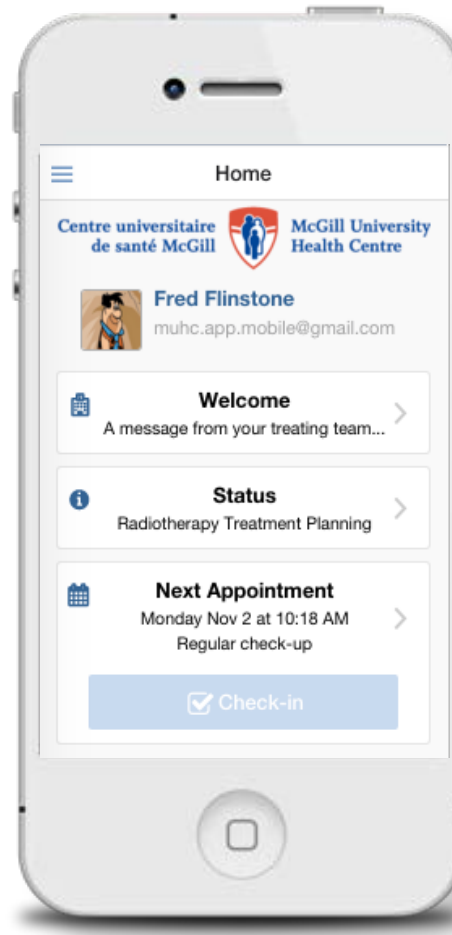 Home
Centre universitaire
de santé McGill
McGill University
Health Centre
Fred Flinstone
muhc.app.mobile@gmail.com
Welcome
A message from your treating team...
Status
Radiotherapy Treatment Planning
Next Appointment
Monday Nov 2 at 10:18 AM
Regular check-up
Check-in